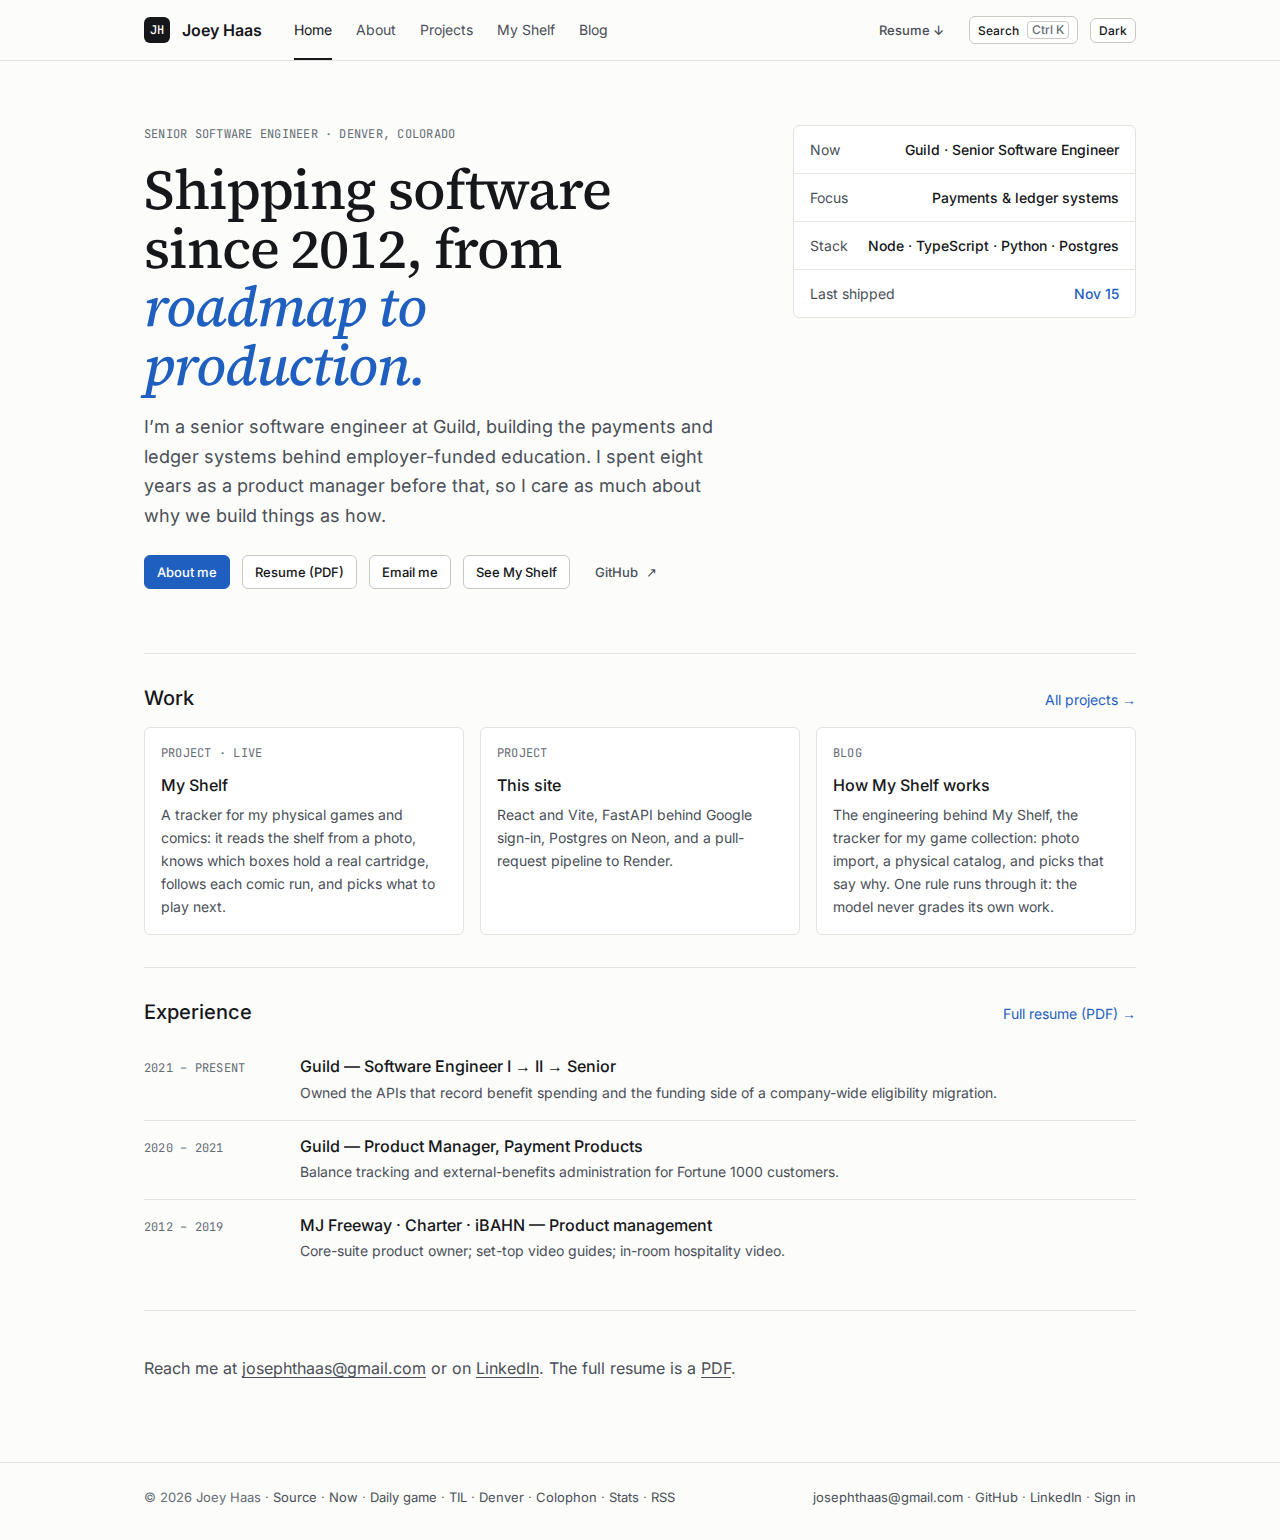 JH Joey Haas Home About Projects My Shelf Blog Resume ↓ Search Ctrl K Dark
SENIOR SOFTWARE ENGINEER · DENVER, COLORADO
Shipping software
since 2012, from
roadmap to
production.
I’m a senior software engineer at Guild, building the payments and
ledger systems behind employer-funded education. I spent eight
years as a product manager before that, so I care as much about
why we build things as how.
About me Resume (PDF) Email me See My Shelf GitHub ↗
Now Guild · Senior Software Engineer
Focus Payments & ledger systems
Stack Node · TypeScript · Python · Postgres
Last shipped Nov 15
Work All projects →
PROJECT · LIVE
My Shelf
A tracker for my physical games and
comics: it reads the shelf from a photo,
knows which boxes hold a real cartridge,
follows each comic run, and picks what to
play next.
PROJECT
This site
React and Vite, FastAPI behind Google
sign-in, Postgres on Neon, and a pull-
request pipeline to Render.
BLOG
How My Shelf works
The engineering behind My Shelf, the
tracker for my game collection: photo
import, a physical catalog, and picks that
say why. One rule runs through it: the
model never grades its own work.
Experience Full resume (PDF) →
2021 – PRESENT Guild — Software Engineer I → II → Senior
Owned the APIs that record benefit spending and the funding side of a company-wide eligibility migration.
2020 – 2021 Guild — Product Manager, Payment Products
Balance tracking and external-benefits administration for Fortune 1000 customers.
2012 – 2019 MJ Freeway · Charter · iBAHN — Product management
Core-suite product owner; set-top video guides; in-room hospitality video.
Reach me at josephthaas@gmail.com or on LinkedIn. The full resume is a PDF.
© 2026 Joey Haas · Source · Now · Daily game · TIL · Denver · Colophon · Stats · RSS josephthaas@gmail.com · GitHub · LinkedIn · Sign in